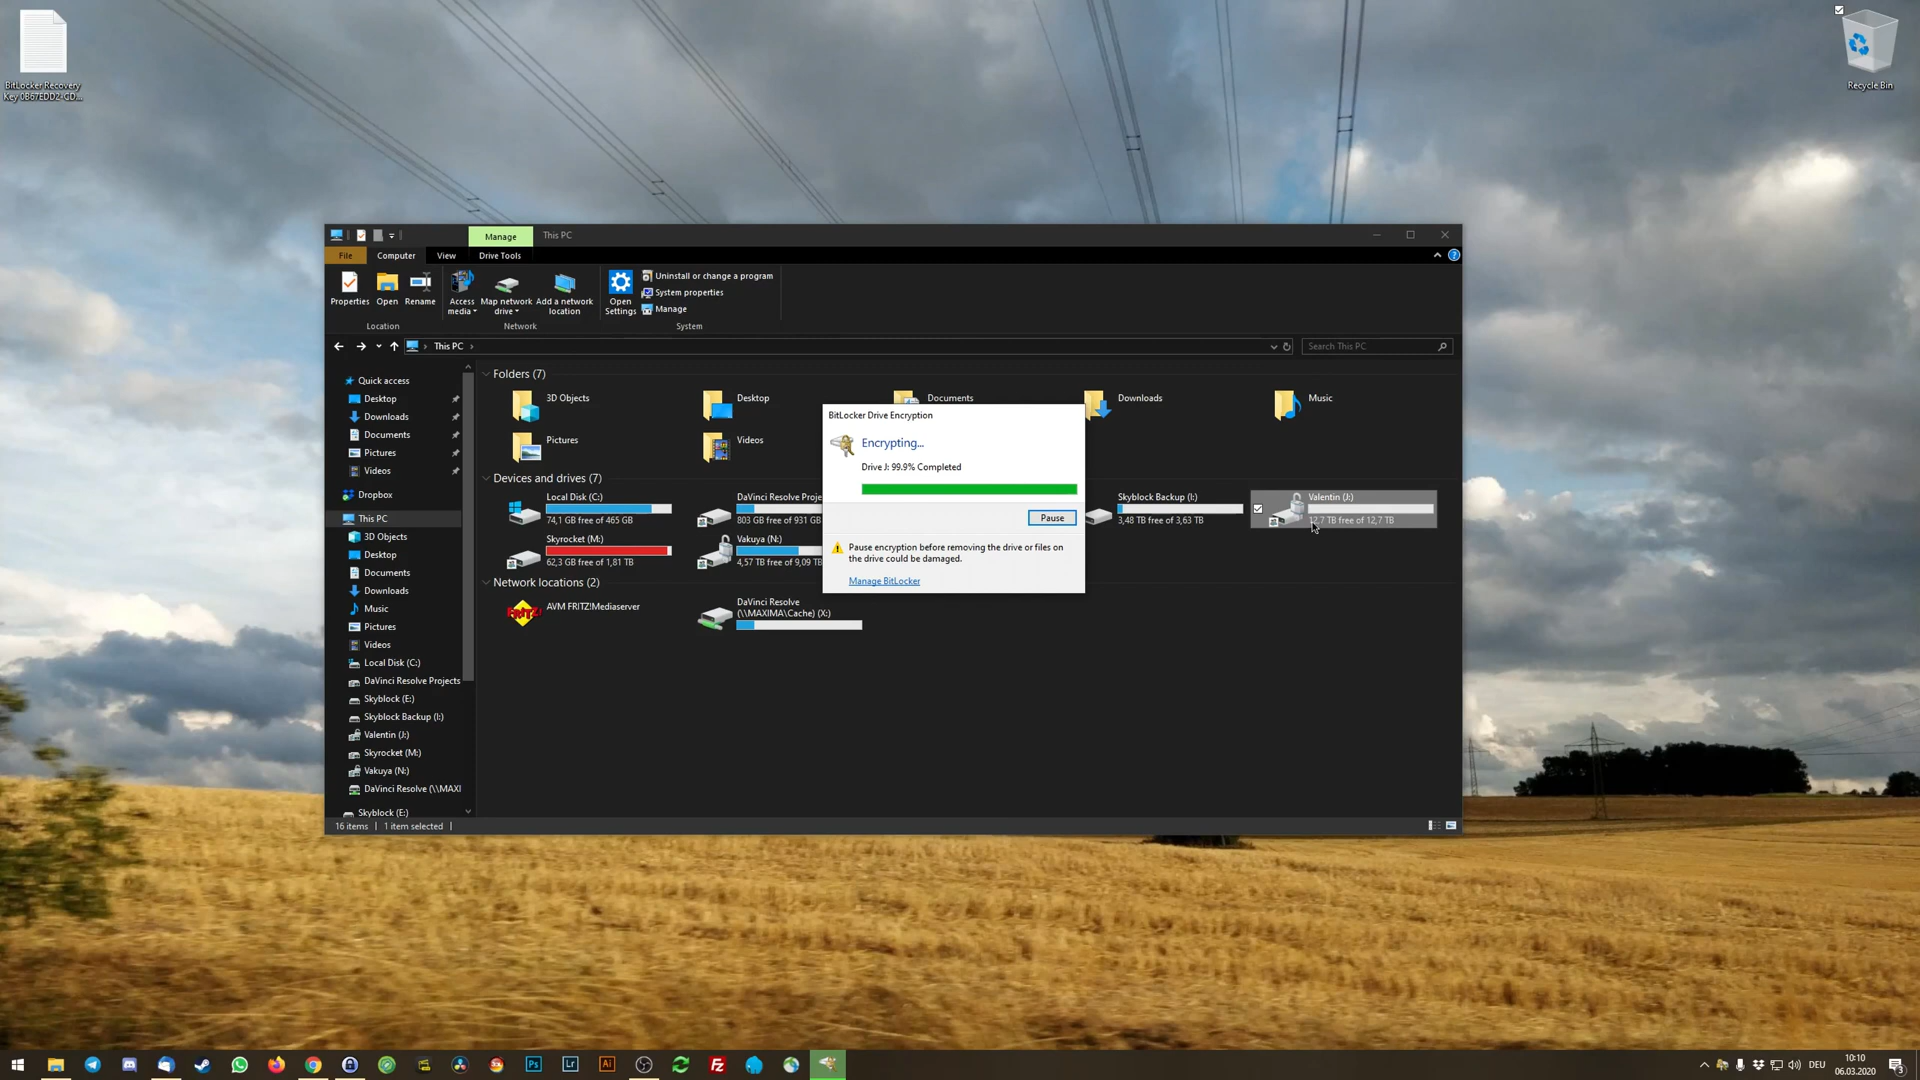 BitLocker Recovery
Key 0B67EDD2-CD...
Recycle Bin
Manage
This PC
File
Computer
View
Drive Tools
Properties
Open
Rename
Access
media
Map network
drive
Add a network
location
Open
Settings
Uninstall or change a program
System properties
Manage
Location
Network
System
This PC
Search This PC
Quick access
Desktop
Downloads
Documents
Pictures
Videos
Dropbox
This PC
3D Objects
Desktop
Documents
Downloads
Music
Pictures
Videos
Local Disk (C:)
DaVinci Resolve Projects
Skyblock (E:)
Skyblock Backup (I:)
Valentin (J:)
Skyrocket (M:)
Vakuya (N:)
DaVinci Resolve (\\MAXI
Skyblock (E:)
Folders (7)
3D Objects
Desktop
Documents
Downloads
Music
Pictures
Videos
Devices and drives (7)
Local Disk (C:)
74,1 GB free of 465 GB
DaVinci Resolve Proje
803 GB free of 931 GB
Skyblock Backup (I:)
3,48 TB free of 3,63 TB
Valentin (J:)
12,7 TB free of 12,7 TB
Skyrocket (M:)
62,3 GB free of 1,81 TB
Vakuya (N:)
4,57 TB free of 9,09 TB
Network locations (2)
FRITZ!
AVM FRITZ!Mediaserver
DaVinci Resolve
(\\MAXIMA\Cache) (X:)
BitLocker Drive Encryption
Encrypting...
Drive J: 99.9% Completed
Pause
Pause encryption before removing the drive or files on
the drive could be damaged.
Manage BitLocker
16 items
1 item selected
Ps
Lr
Ai
FZ
DEU
10:10
06.03.2020
3